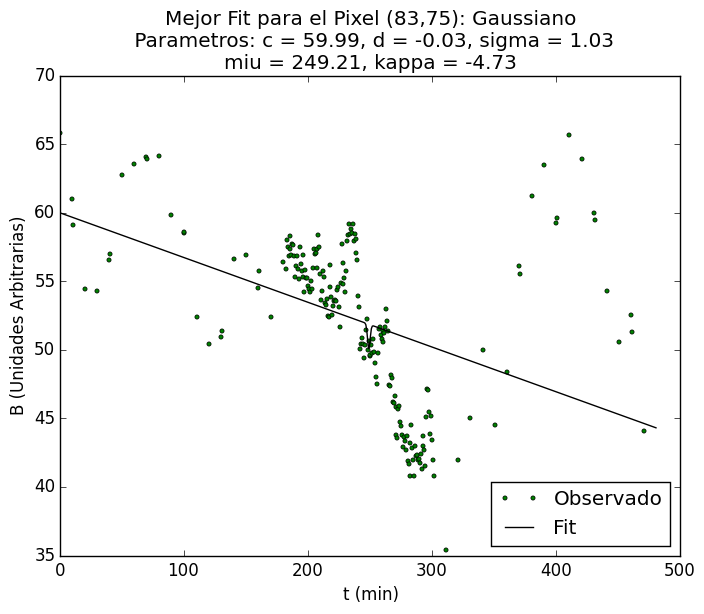 Mejor Fit para el Pixel (83,75): Gaussiano
Parametros: c = 59.99, d = -0.03, sigma = 1.03
miu = 249.21, kappa = -4.73
70
65
60
55
50
45
40
35
B (Unidades Arbitrarias)
Observado
Fit
0 100 200 300 400 500
t (min)